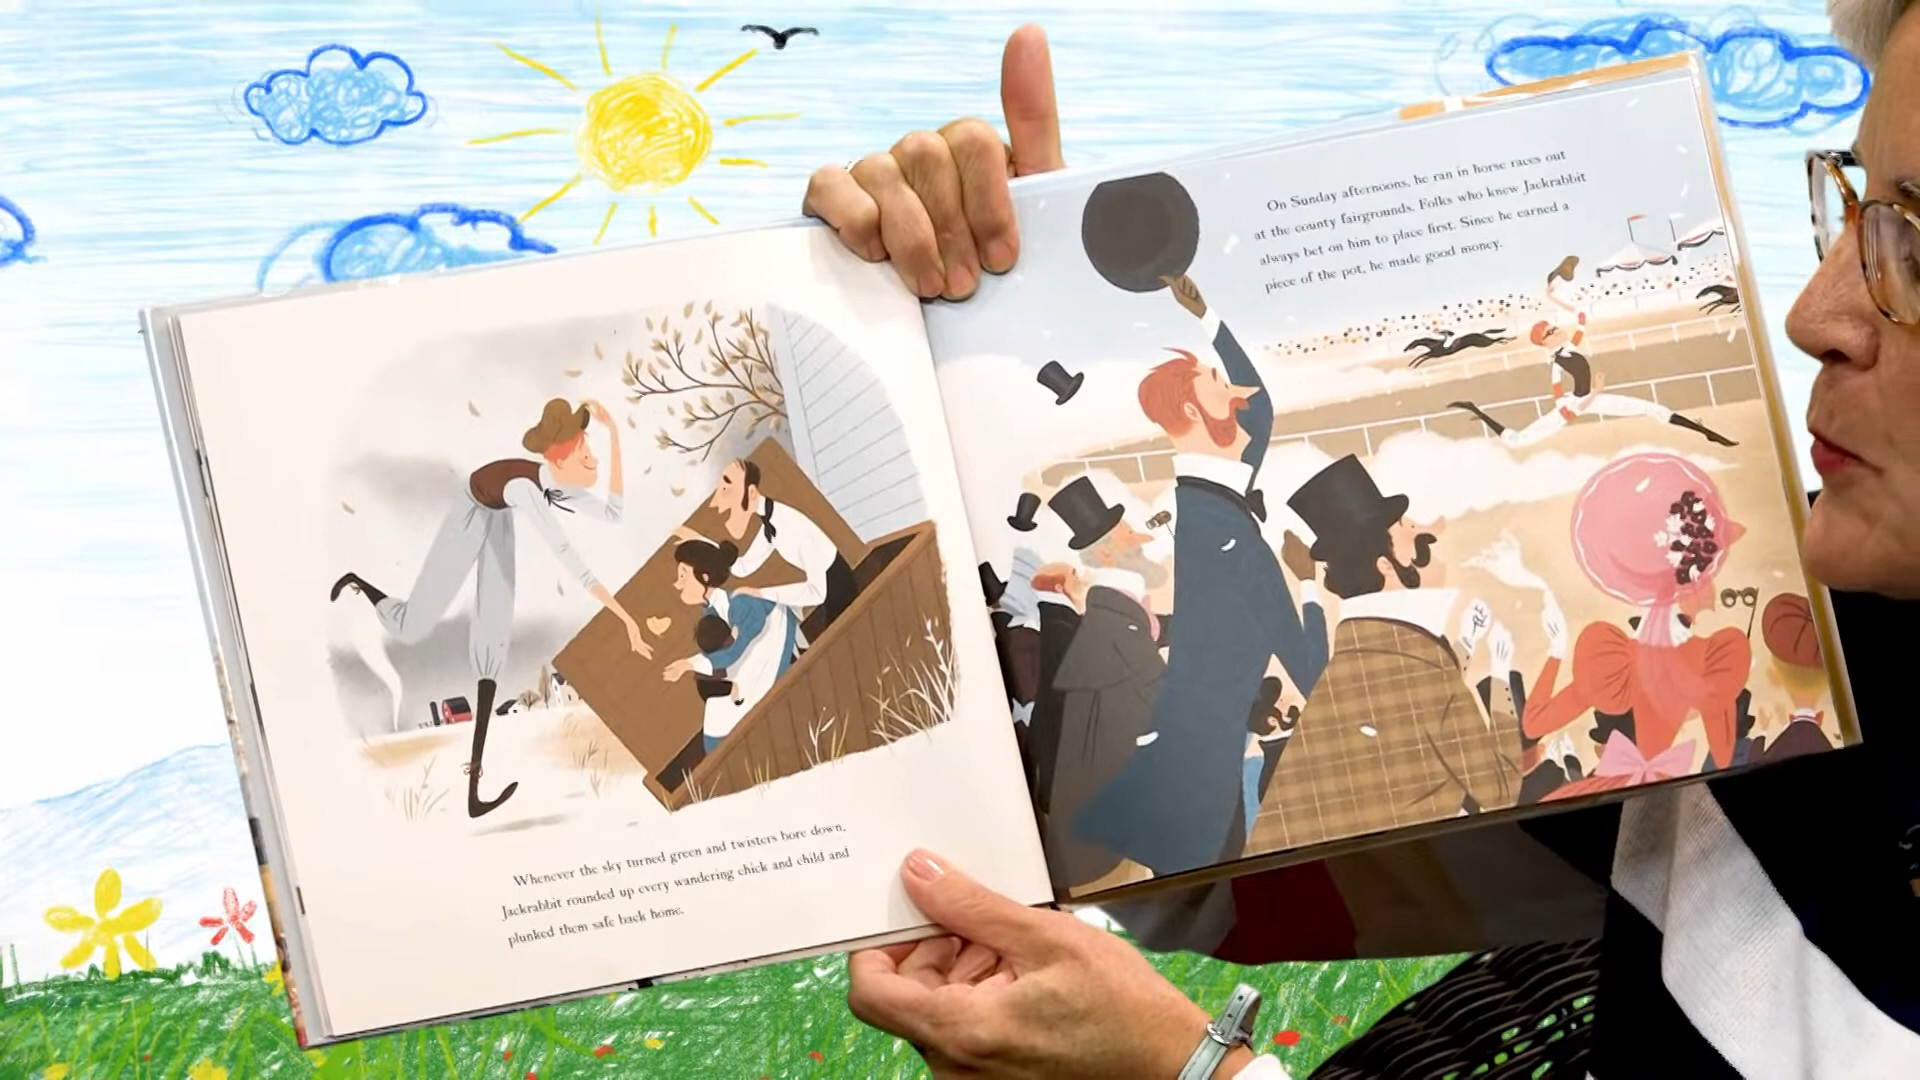 Whenever the sky turned green and twisters bore down,
Jackrabbit rounded up every wandering chick and child and
plunked them safe back home.
On Sunday afternoons, he ran in horse races out
at the county fairgrounds. Folks who knew Jackrabbit
always bet on him to place first. Since he earned a
piece of the pot, he made good money.